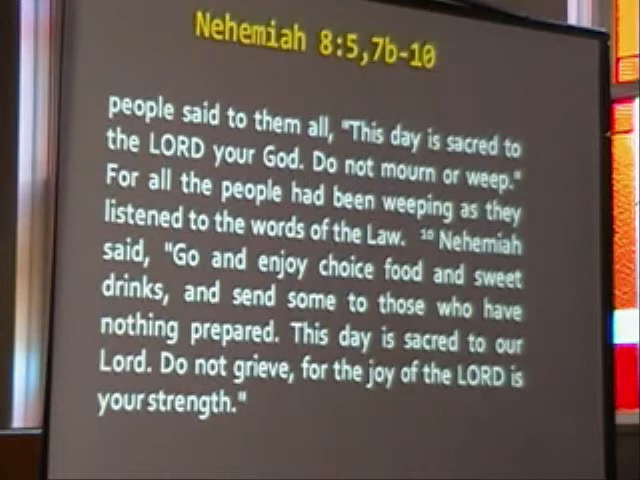 Nehemiah 8:5,7b-10
people said to them all, "This day is sacred to
the LORD your God. Do not mourn or weep."
For all the people had been weeping as they
listened to the words of the Law. 10 Nehemiah
said, "Go and enjoy choice food and sweet
drinks, and send some to those who have
nothing prepared. This day is sacred to our
Lord. Do not grieve, for the joy of the LORD is
your strength."